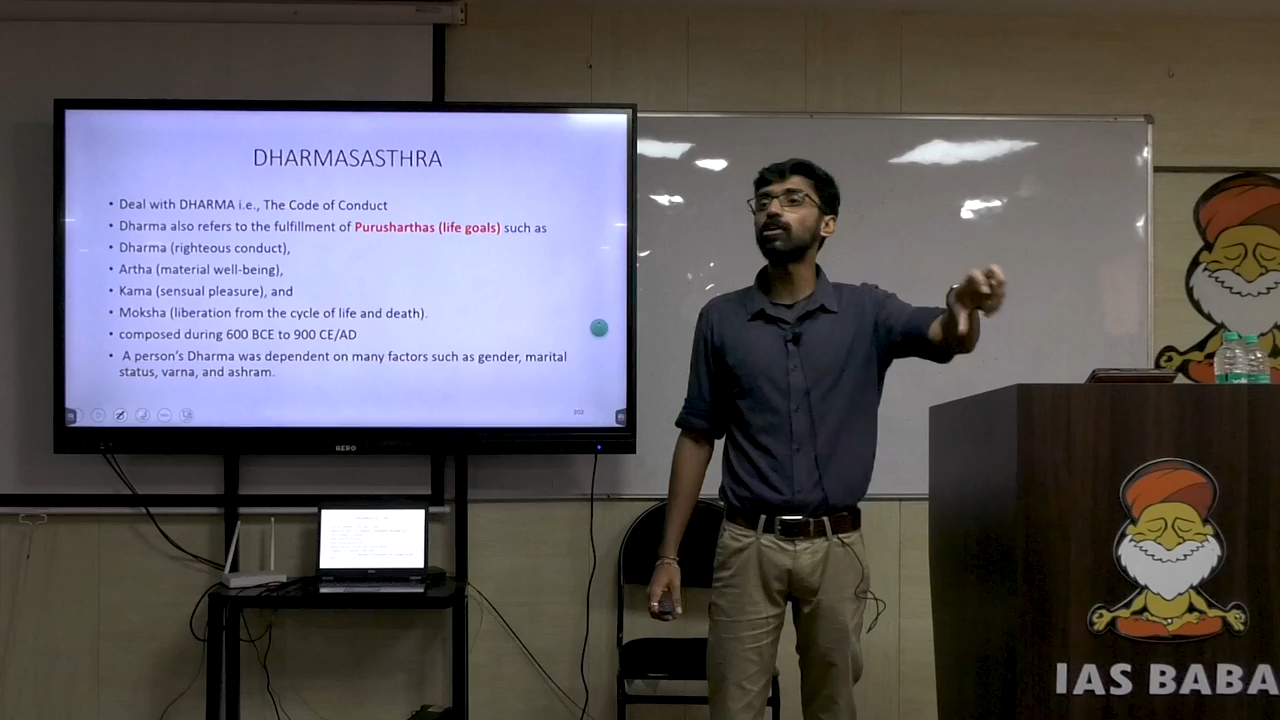 DHARMASASTHRA
• Deal with DHARMA i.e., The Code of Conduct
• Dharma also refers to the fulfillment of Purusharthas (life goals) such as
• Dharma (righteous conduct),
• Artha (material well-being),
• Kama (sensual pleasure), and
• Moksha (liberation from the cycle of life and death).
• composed during 600 BCE to 900 CE/AD
• A person's Dharma was dependent on many factors such as gender, marital
status, varna, and ashram.
202
AERO
IAS BABA